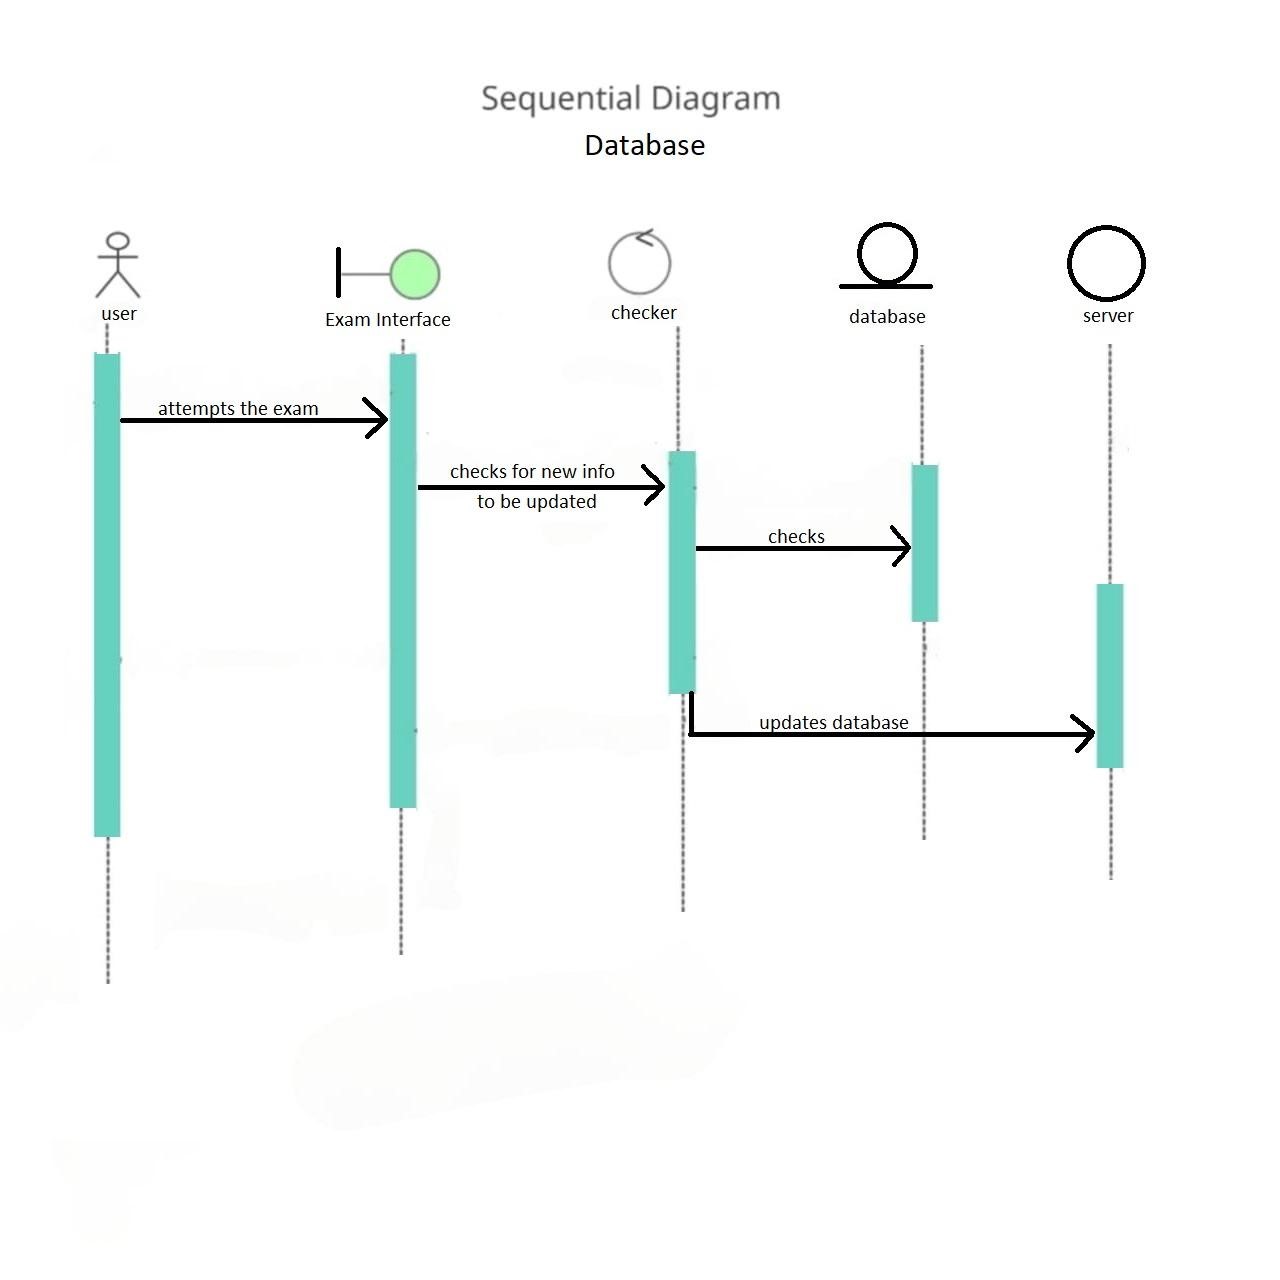 Sequential Diagram
Database
user
Exam Interface
checker
database
server
attempts the exam
checks for new info
to be updated
checks
updates database